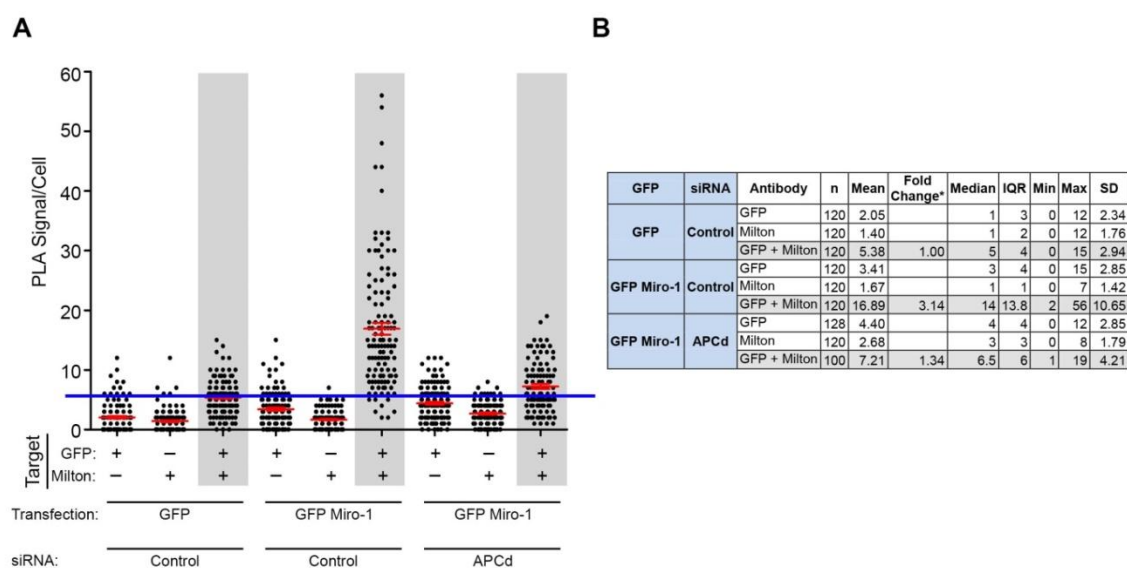 A
B
60
50
40
30
20
10
0
PLA Signal/Cell
Target
GFP: + − + + − + + − +
Milton: − + + − + + − + +
Transfection: GFP GFP Miro-1 GFP Miro-1
siRNA: Control Control APCd
GFP siRNA Antibody n Mean Fold Change* Median IQR Min Max SD
GFP Control GFP 120 2.05 1 3 0 12 2.34
Milton 120 1.40 1 2 0 12 1.76
GFP + Milton 120 5.38 1.00 5 4 0 15 2.94
GFP Miro-1 Control GFP 120 3.41 3 4 0 15 2.85
Milton 120 1.67 1 1 0 7 1.42
GFP + Milton 120 16.89 3.14 14 13.8 2 56 10.65
GFP Miro-1 APCd GFP 128 4.40 4 4 0 12 2.85
Milton 120 2.68 3 3 0 8 1.79
GFP + Milton 100 7.21 1.34 6.5 6 1 19 4.21